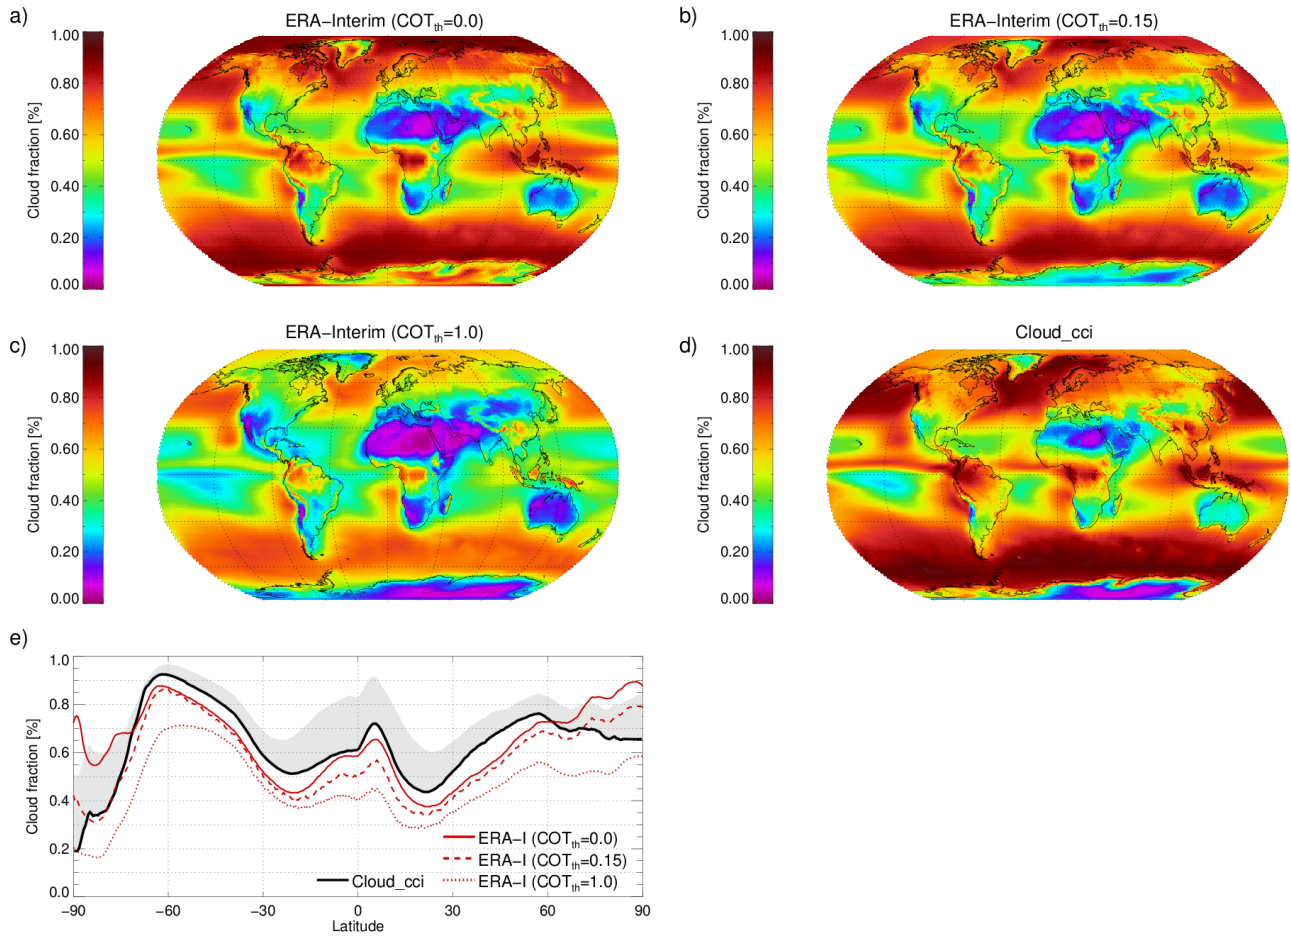 a)
ERA−Interim (COTth=0.0)
1.00
0.80
0.60
0.40
0.20
0.00
Cloud fraction [%]
b)
ERA−Interim (COTth=0.15)
1.00
0.80
0.60
0.40
0.20
0.00
Cloud fraction [%]
c)
ERA−Interim (COTth=1.0)
1.00
0.80
0.60
0.40
0.20
0.00
Cloud fraction [%]
d)
Cloud_cci
1.00
0.80
0.60
0.40
0.20
0.00
Cloud fraction [%]
e)
1.0
0.8
0.6
0.4
0.2
0.0
Cloud fraction [%]
ERA−I (COTth=0.0)
ERA−I (COTth=0.15)
Cloud_cci
ERA−I (COTth=1.0)
−90
−60
−30
0
30
60
90
Latitude